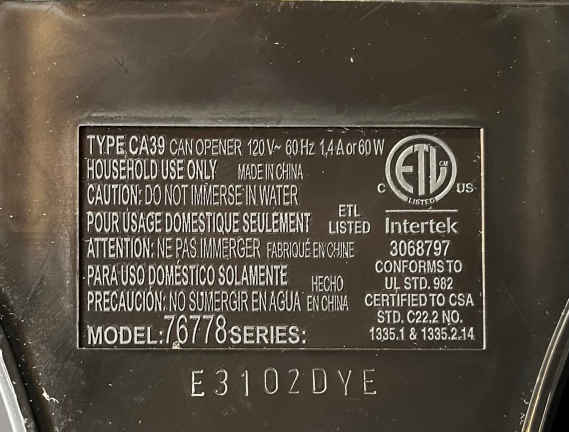 TYPE CA39 CAN OPENER 120 V~ 60 Hz 1,4 A or 60 W
HOUSEHOLD USE ONLY MADE IN CHINA
CAUTION: DO NOT IMMERSE IN WATER
POUR ÙSAGE DOMESTIQUE SEULEMENT
ATTENTION: NE PAS IMMERGER FABRIQUÉ EN CHINE
PARA USO DOMÉSTICO SOLAMENTE HECHO
PRECAUCIÓN: NO SUMERGIR EN AGUA EN CHINA
MODEL: 76778 SERIES:
ETL
LISTED
ETL CM
LISTED
C US
Intertek
3068797
CONFORMS TO
UL STD. 982
CERTIFIED TO CSA
STD. C22.2 NO.
1335.1 & 1335.2.14
E3102DYE